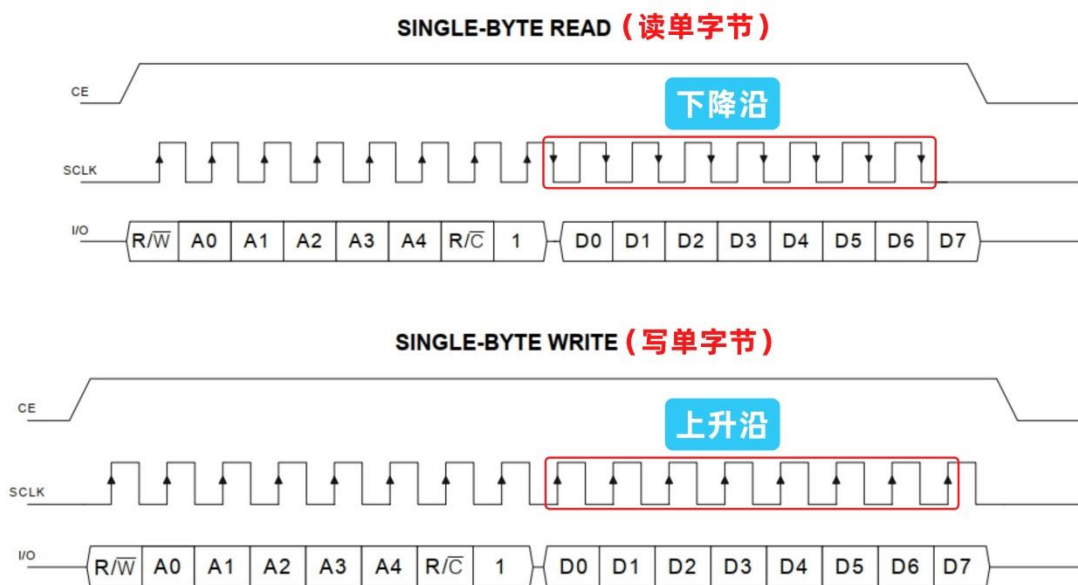 SINGLE-BYTE READ（读单字节）
CE
下降沿
SCLK
I/O R/W̅ A0 A1 A2 A3 A4 R/C̅ 1 D0 D1 D2 D3 D4 D5 D6 D7
SINGLE-BYTE WRITE（写单字节）
CE
上升沿
SCLK
I/O R/W̅ A0 A1 A2 A3 A4 R/C̅ 1 D0 D1 D2 D3 D4 D5 D6 D7